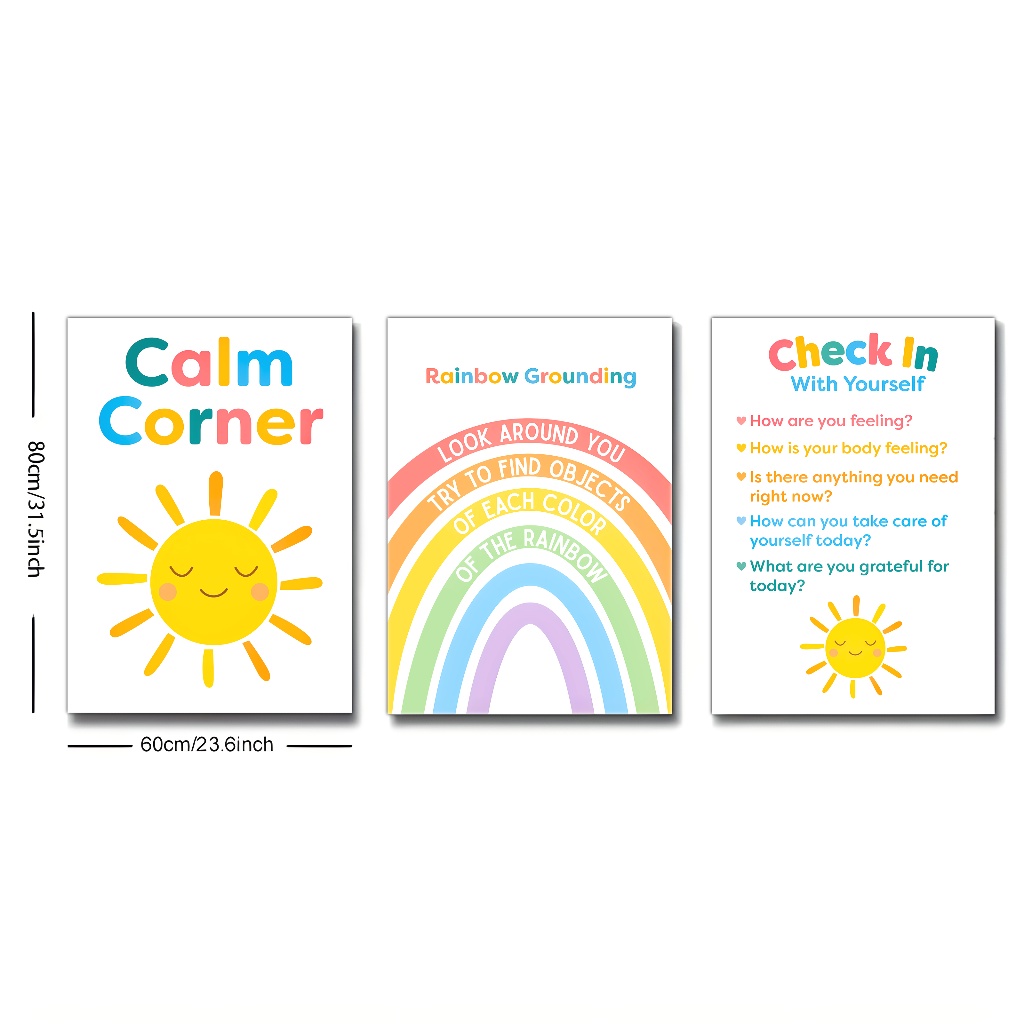 Calm
Corner
Rainbow Grounding
LOOK AROUND YOU
TRY TO FIND OBJECTS
OF EACH COLOR
OF THE RAINBOW
Check In
With Yourself
How are you feeling?
How is your body feeling?
Is there anything you need
right now?
How can you take care of
yourself today?
What are you grateful for
today?
80cm/31.5inch
60cm/23.6inch